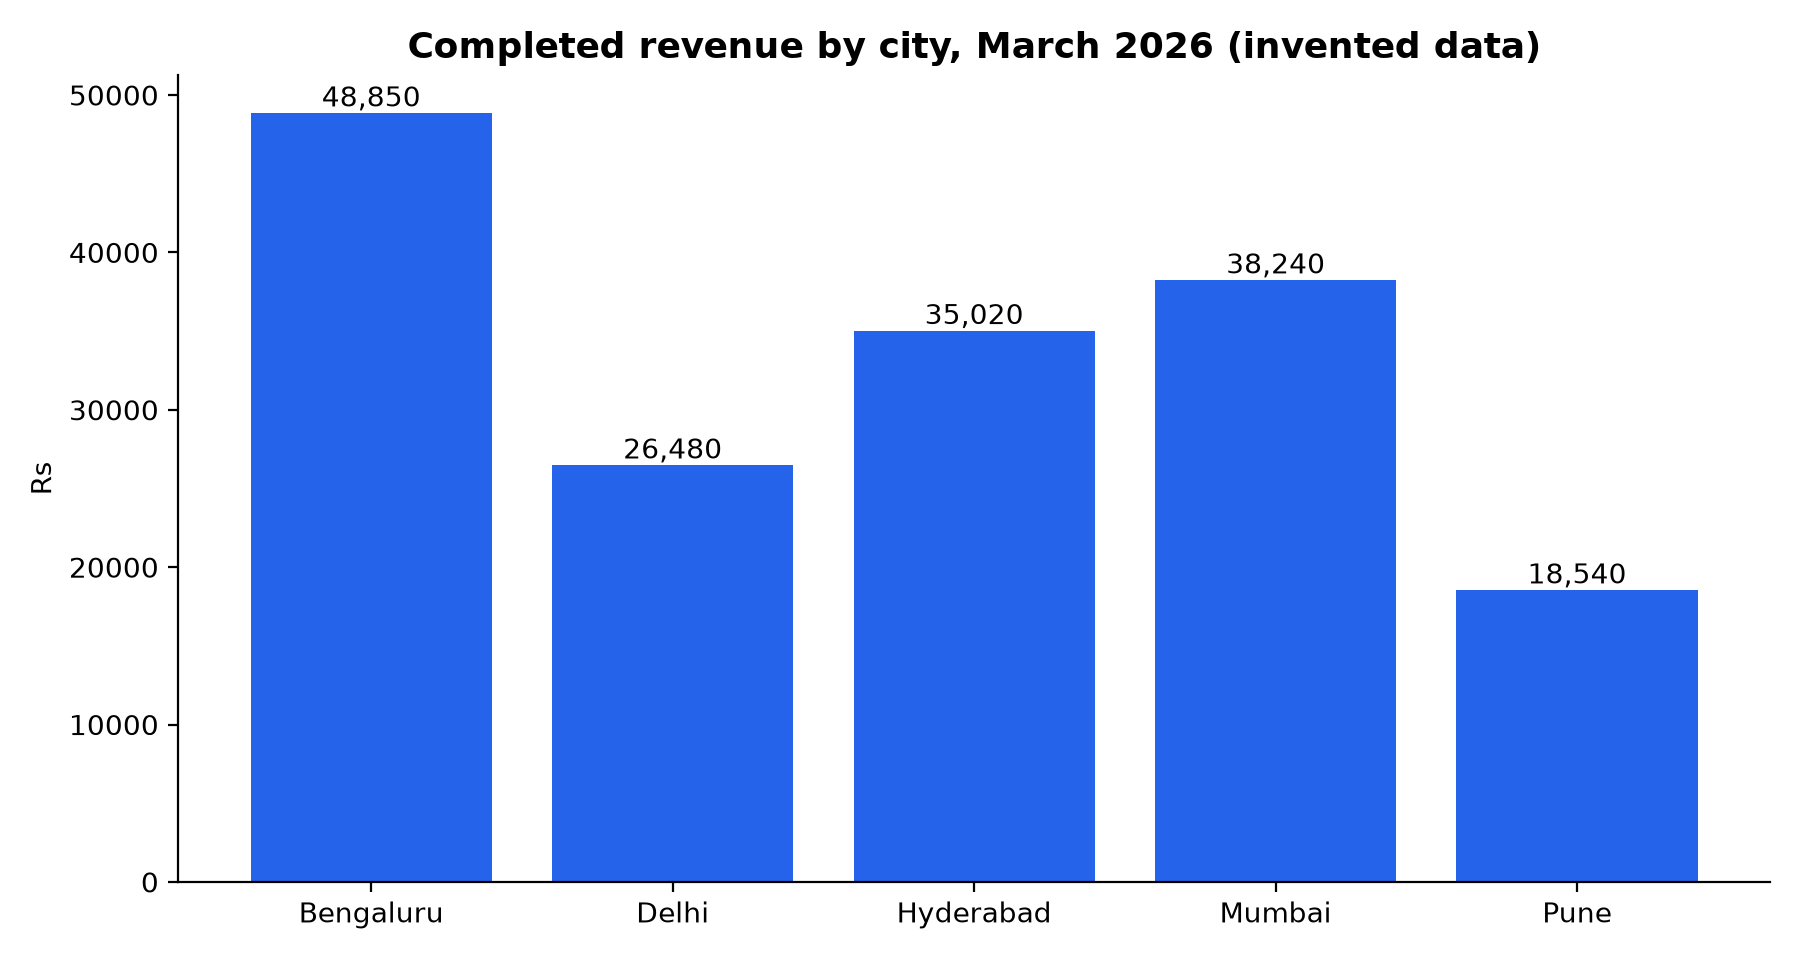 Completed revenue by city, March 2026 (invented data)
Rs
50000
40000
30000
20000
10000
0
48,850
26,480
35,020
38,240
18,540
Bengaluru
Delhi
Hyderabad
Mumbai
Pune